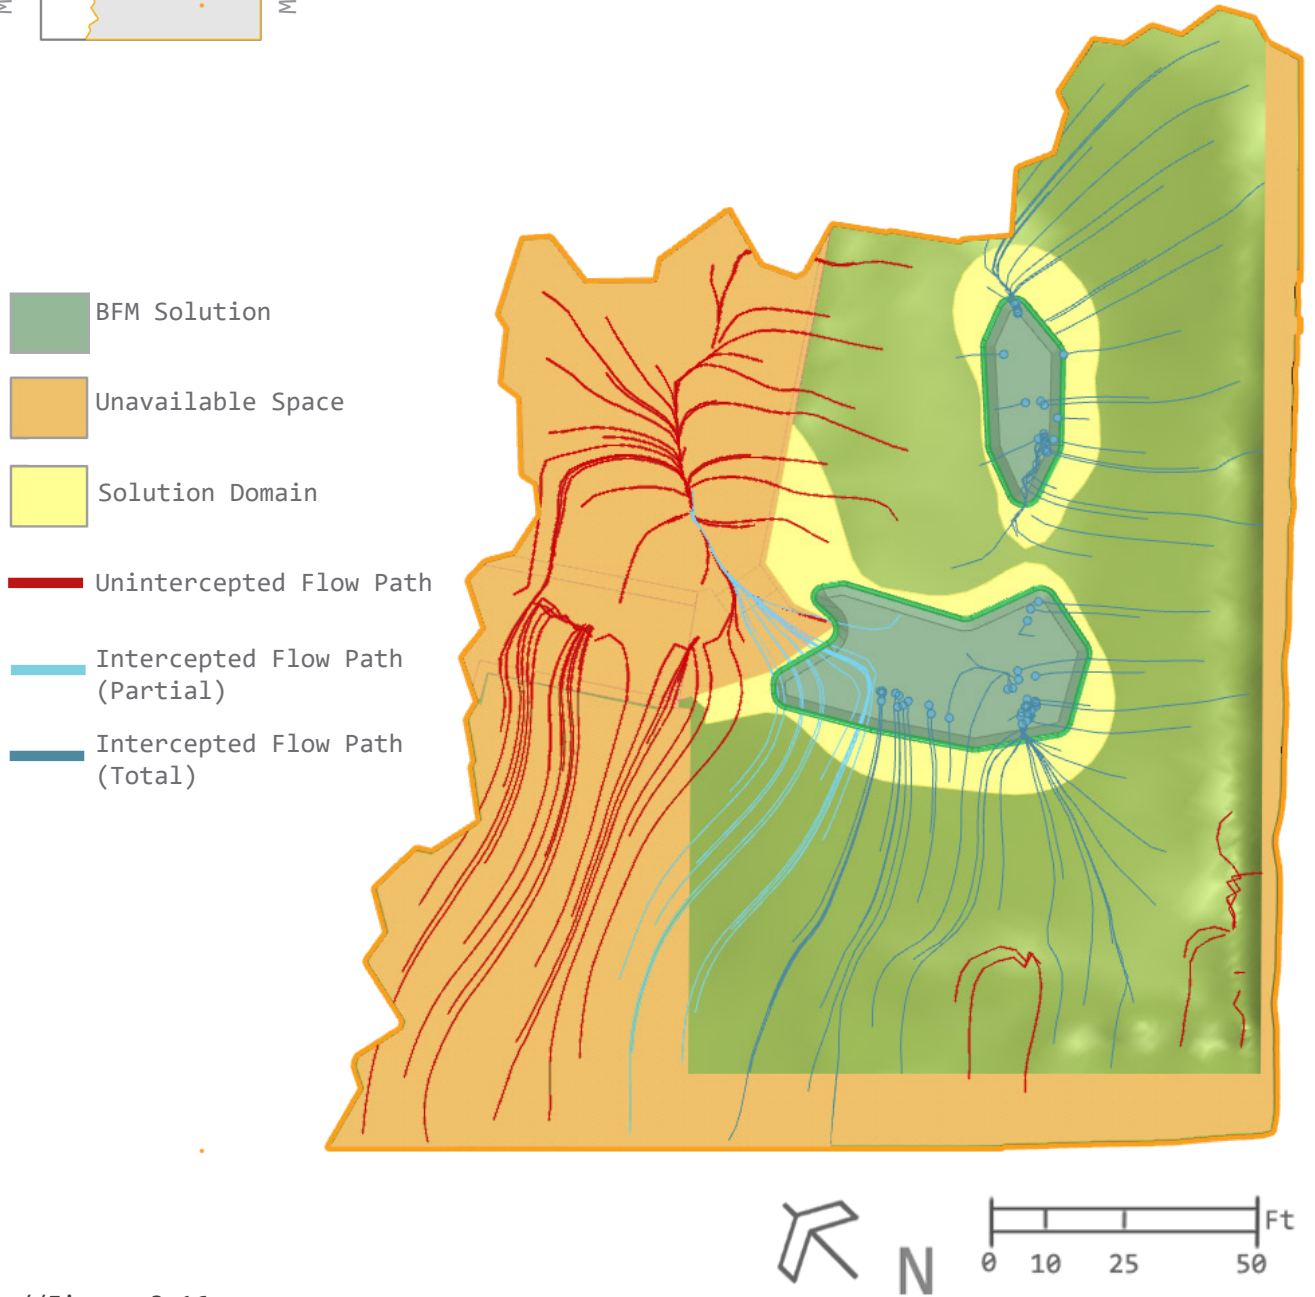 M
M
BFM Solution
Unavailable Space
Solution Domain
Unintercepted Flow Path
Intercepted Flow Path
(Partial)
Intercepted Flow Path
(Total)
N
Ft
0 10 25 50